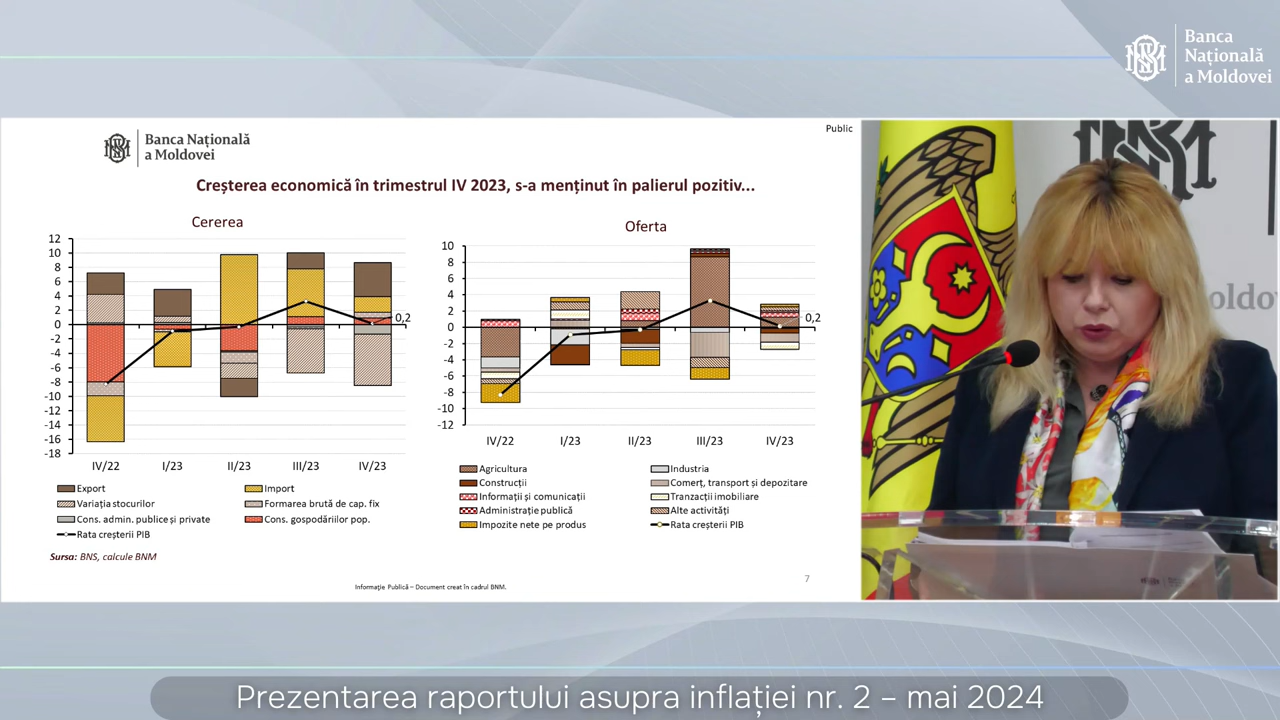 Banca
Națională
a Moldovei
Banca Națională
a Moldovei
Public
Creșterea economică în trimestrul IV 2023, s-a menținut în palierul pozitiv...
Cererea
12
10
8
6
4
2
0
-2
-4
-6
-8
-10
-12
-14
-16
-18
0,2
IV/22 I/23 II/23 III/23 IV/23
Export Import
Variația stocurilor Formarea brută de cap. fix
Cons. admin. publice și private Cons. gospodăriilor pop.
Rata creșterii PIB
Sursa: BNS, calcule BNM
Oferta
10
8
6
4
2
0
-2
-4
-6
-8
-10
-12
0,2
IV/22 I/23 II/23 III/23 IV/23
Agricultura Industria
Construcții Comerț, transport și depozitare
Informații și comunicații Tranzacții imobiliare
Administrație publică Alte activități
Impozite nete pe produs Rata creșterii PIB
7
Informație Publică – Document creat în cadrul BNM.
Prezentarea raportului asupra inflației nr. 2 – mai 2024